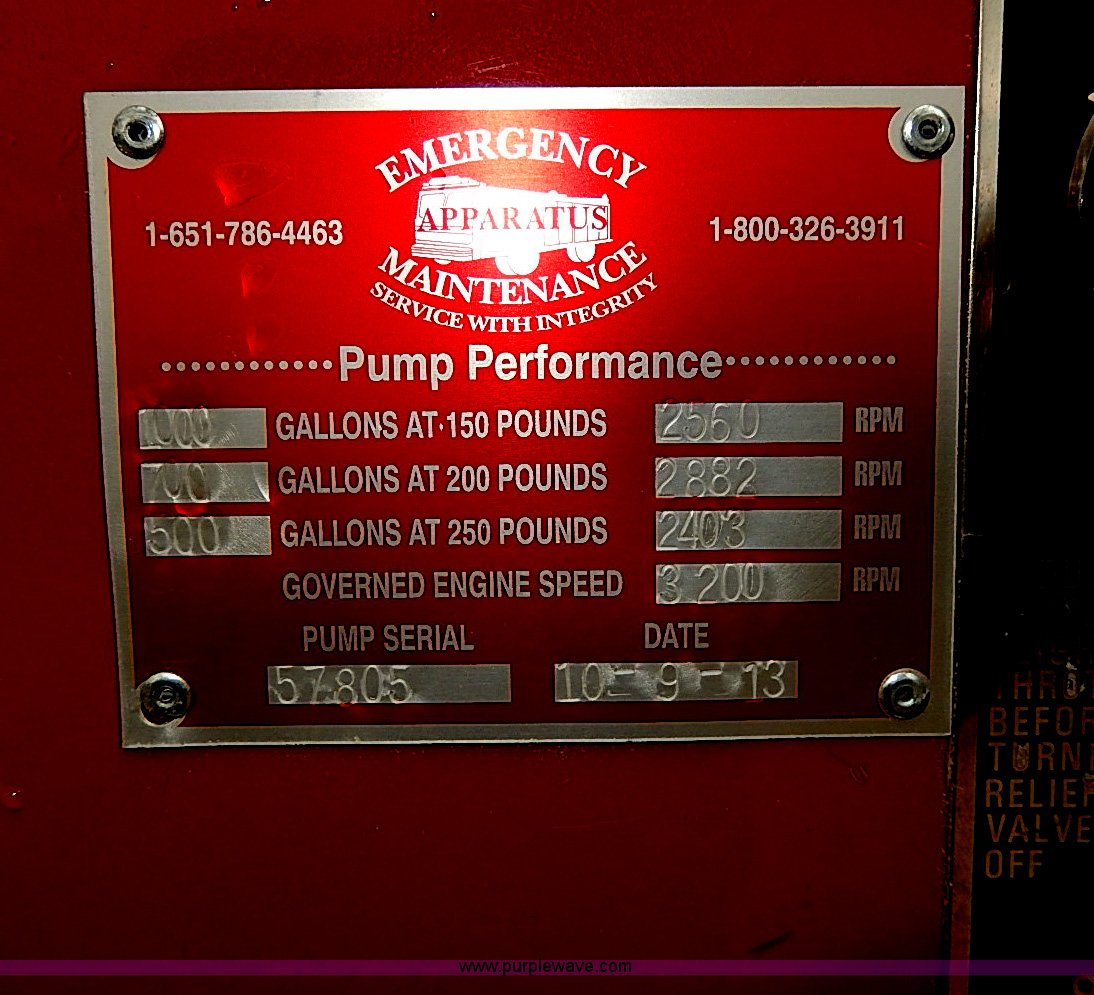 EMERGENCY
APPARATUS
MAINTENANCE
SERVICE WITH INTEGRITY
1-651-786-4463
1-800-326-3911
Pump Performance
1000 GALLONS AT 150 POUNDS 2560 RPM
700 GALLONS AT 200 POUNDS 2882 RPM
500 GALLONS AT 250 POUNDS 2403 RPM
GOVERNED ENGINE SPEED 3200 RPM
PUMP SERIAL DATE
57805 10-9-13
BEFOR
TURN
RELIEF
VALVE
OFF
www.purplewave.com